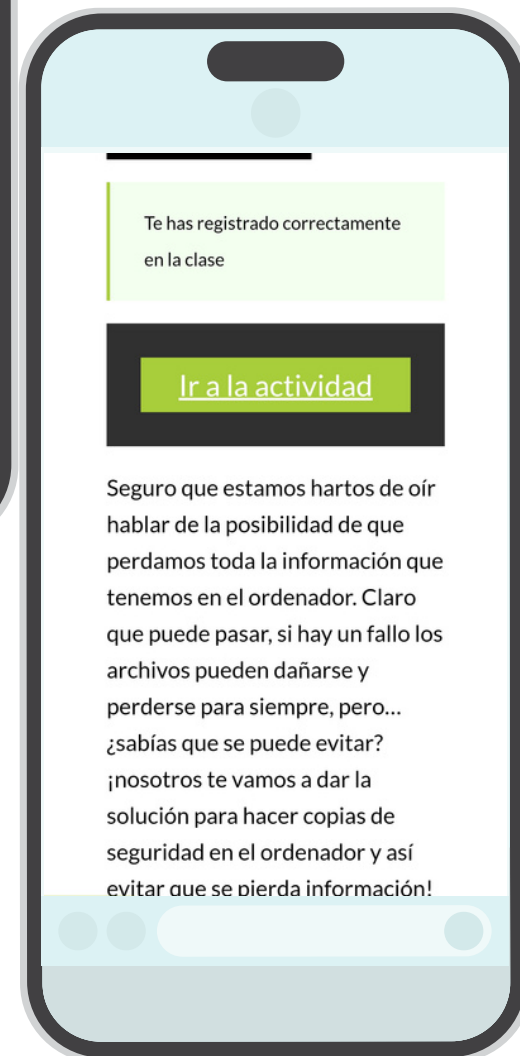 Te has registrado correctamente
en la clase
Ir a la actividad
Seguro que estamos hartos de oír
hablar de la posibilidad de que
perdamos toda la información que
tenemos en el ordenador. Claro
que puede pasar, si hay un fallo los
archivos pueden dañarse y
perderse para siempre, pero...
¿sabías que se puede evitar?
¡nosotros te vamos a dar la
solución para hacer copias de
seguridad en el ordenador y así
evitar que se pierda información!